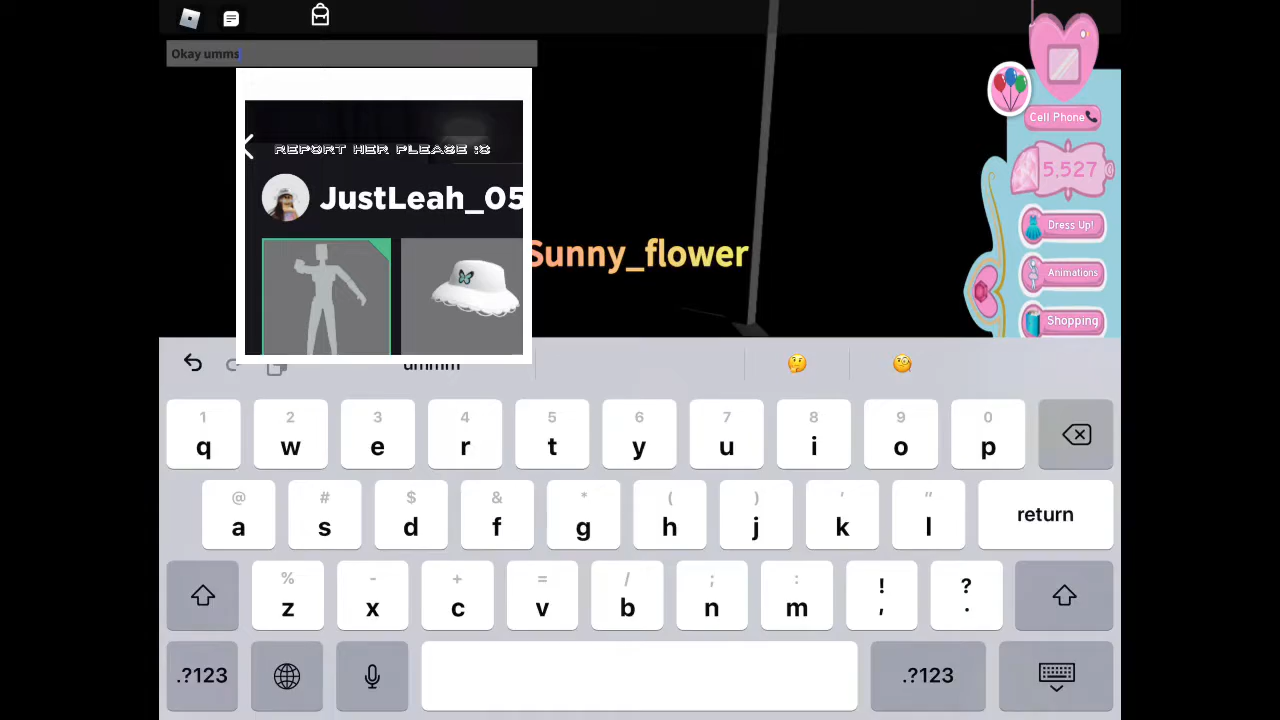 Okay umms
REPORT HER PLEASE :C
JustLeah_05
Sunny_flower
Cell Phone
5,527
Dress Up!
Animations
Shopping
ummm
🤔 🧐
1 2 3 4 5 6 7 8 9 0
q w e r t y u i o p
@ # $ & * ( ) ' "
a s d f g h j k l return
% - + = / ; : ! ?
z x c v b n m , .
.?123 .?123